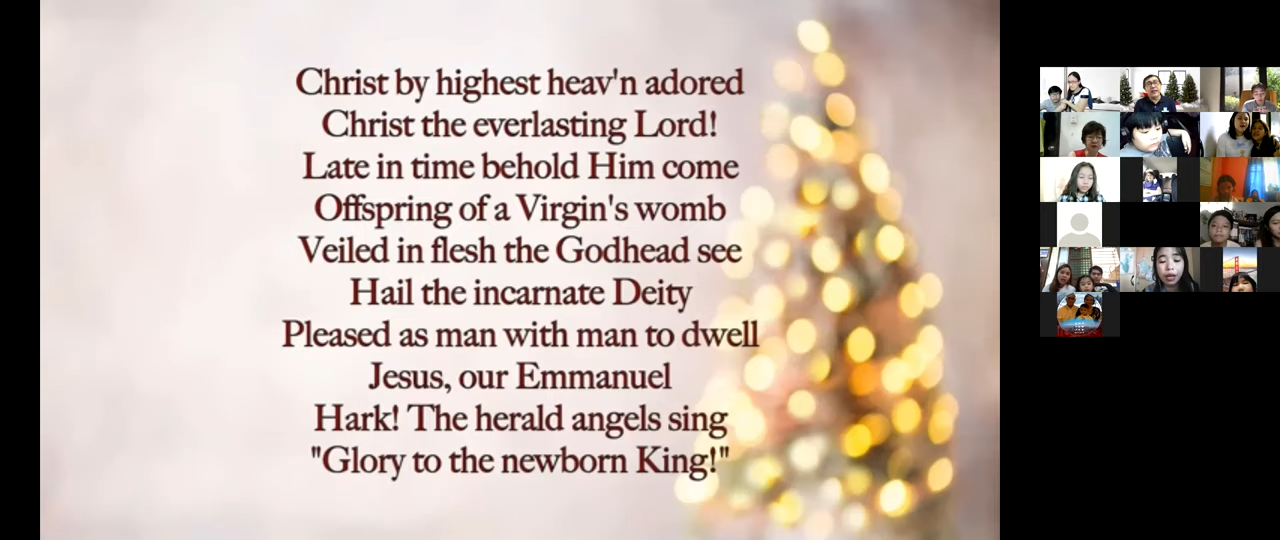 Christ by highest heav'n adored
Christ the everlasting Lord!
Late in time behold Him come
Offspring of a Virgin's womb
Veiled in flesh the Godhead see
Hail the incarnate Deity
Pleased as man with man to dwell
Jesus, our Emmanuel
Hark! The herald angels sing
"Glory to the newborn King!"